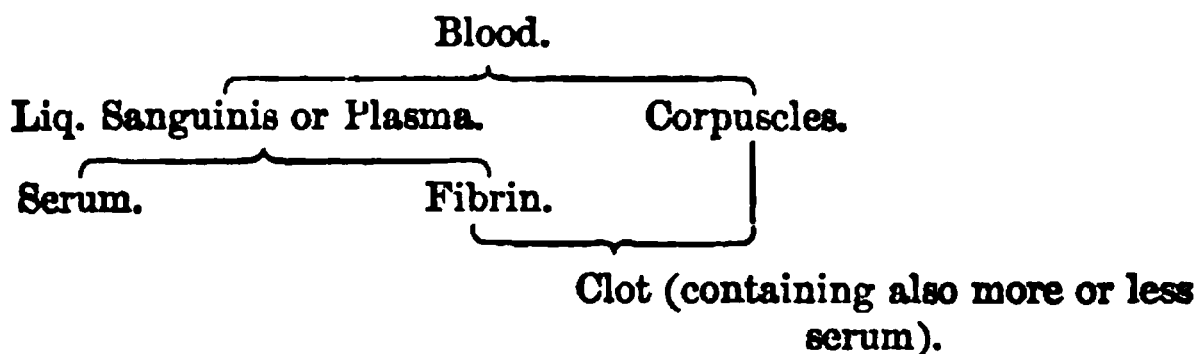 Blood.
Liq. Sanguinis or Plasma. Corpuscles.
Serum. Fibrin.
Clot (containing also more or less
serum).